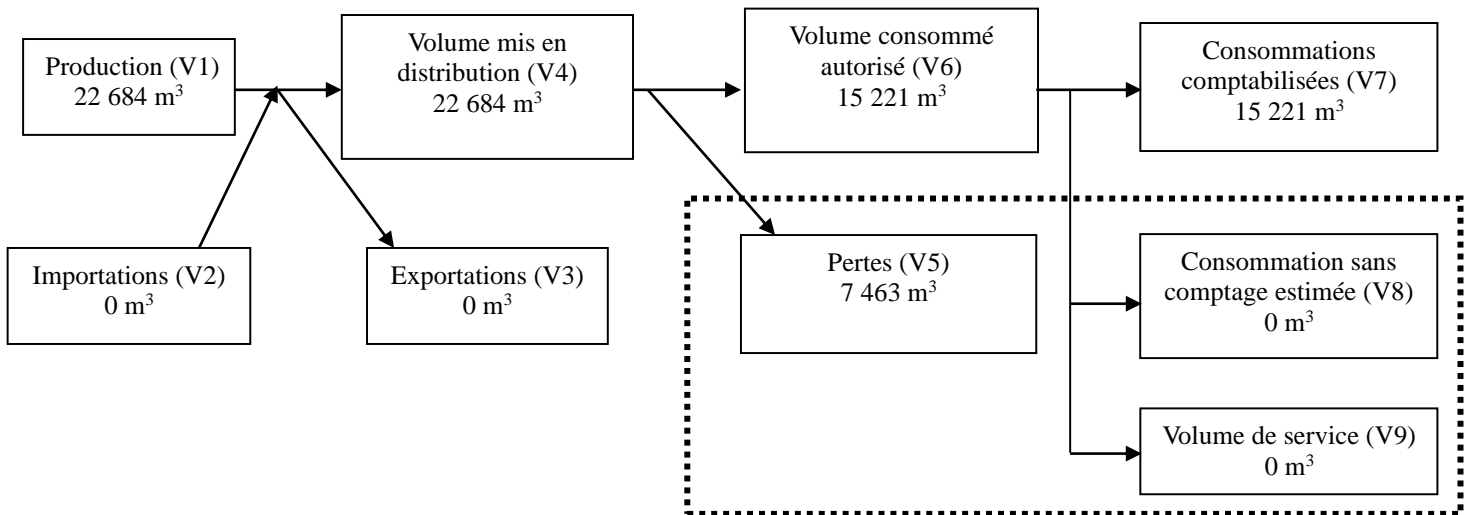 Production (V1)
22 684 m³
Volume mis en
distribution (V4)
22 684 m³
Volume consommé
autorisé (V6)
15 221 m³
Consommations
comptabilisées (V7)
15 221 m³
Importations (V2)
0 m³
Exportations (V3)
0 m³
Pertes (V5)
7 463 m³
Consommation sans
comptage estimée (V8)
0 m³
Volume de service (V9)
0 m³